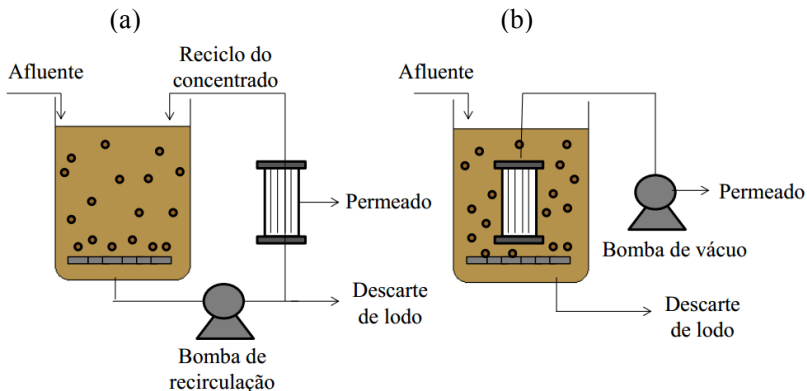 (a)
Afluente
Reciclo do
concentrado
Permeado
Descarte
de lodo
Bomba de
recirculação
(b)
Afluente
Permeado
Bomba de vácuo
Descarte
de lodo